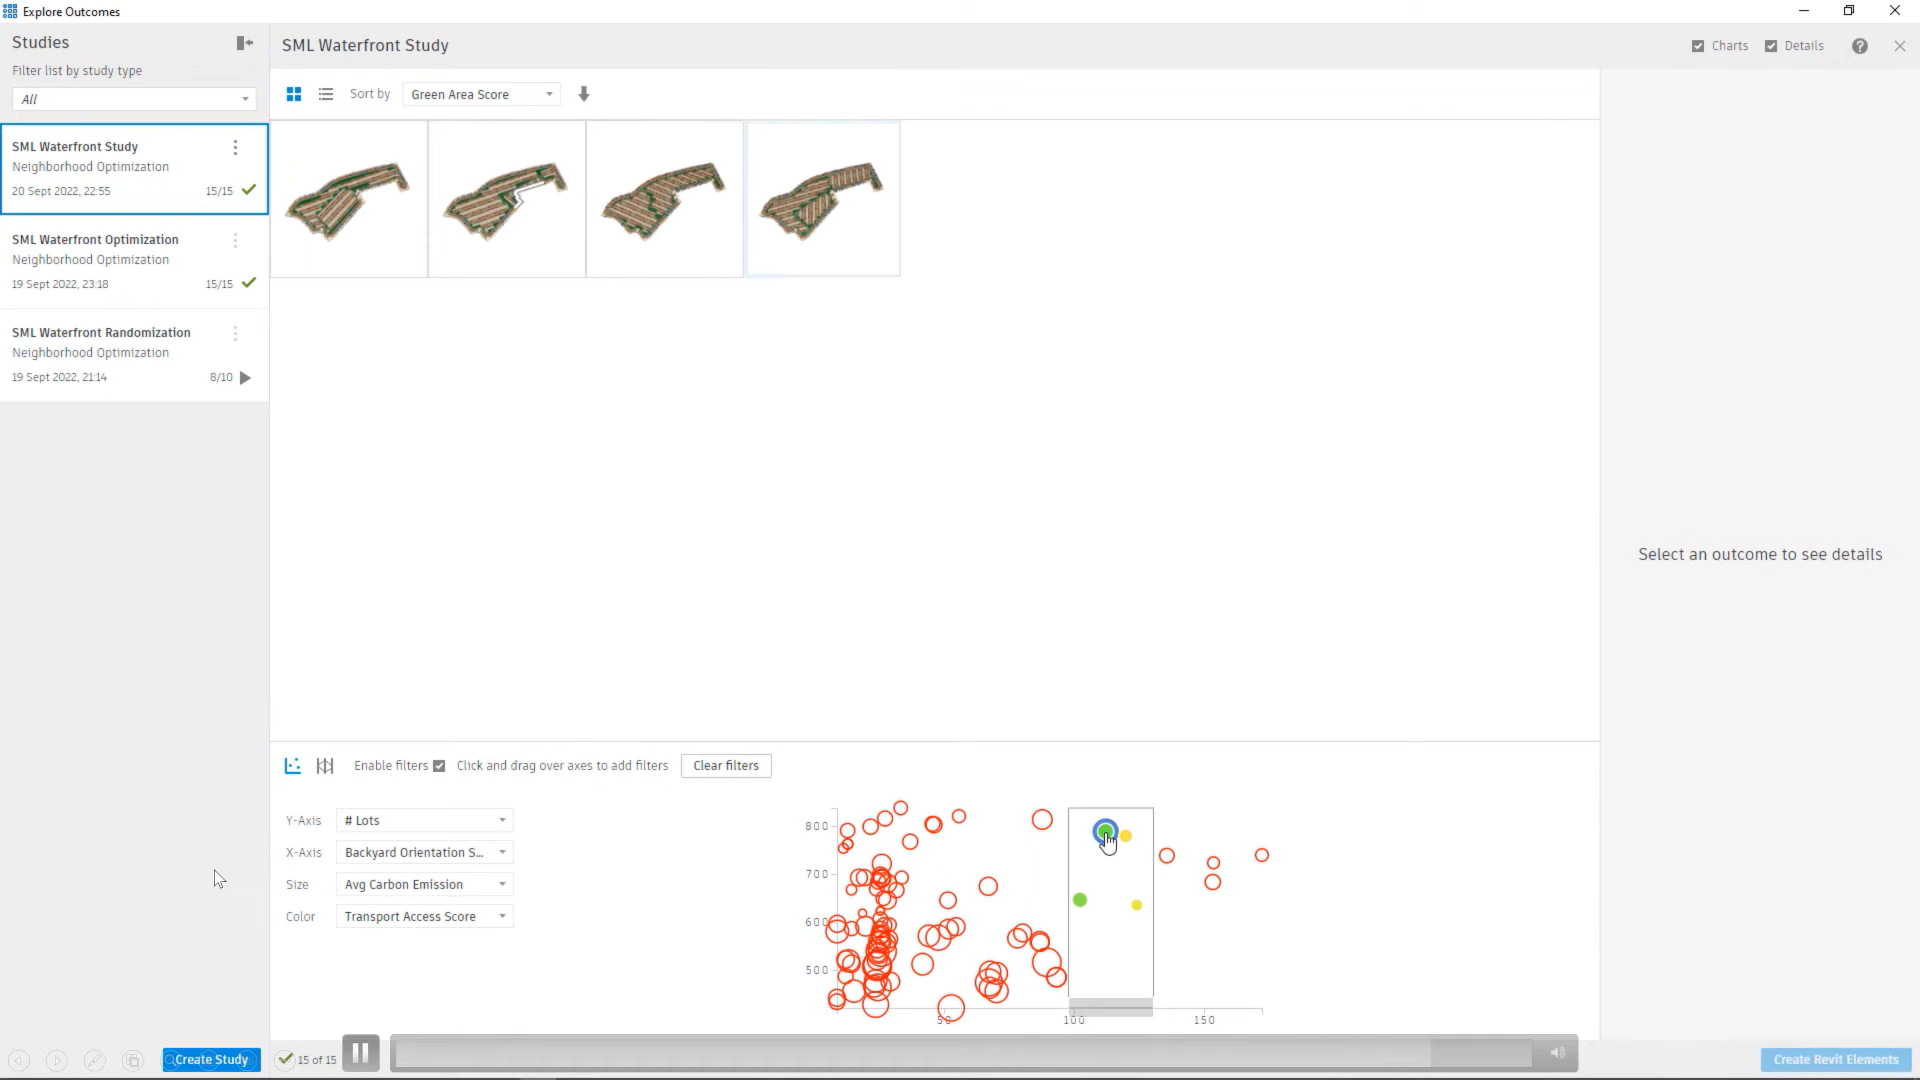 Explore Outcomes
Studies
Filter list by study type
All
SML Waterfront Study
Neighborhood Optimization
20 Sept 2022, 22:55 15/15
SML Waterfront Optimization
Neighborhood Optimization
19 Sept 2022, 23:18 15/15
SML Waterfront Randomization
Neighborhood Optimization
19 Sept 2022, 21:14 8/10
Create Study
SML Waterfront Study
Charts Details ?
Sort by Green Area Score
Select an outcome to see details
Enable filters Click and drag over axes to add filters Clear filters
Y-Axis # Lots
X-Axis Backyard Orientation S...
Size Avg Carbon Emission
Color Transport Access Score
800
700
600
500
50 100 150
15 of 15
Create Revit Elements